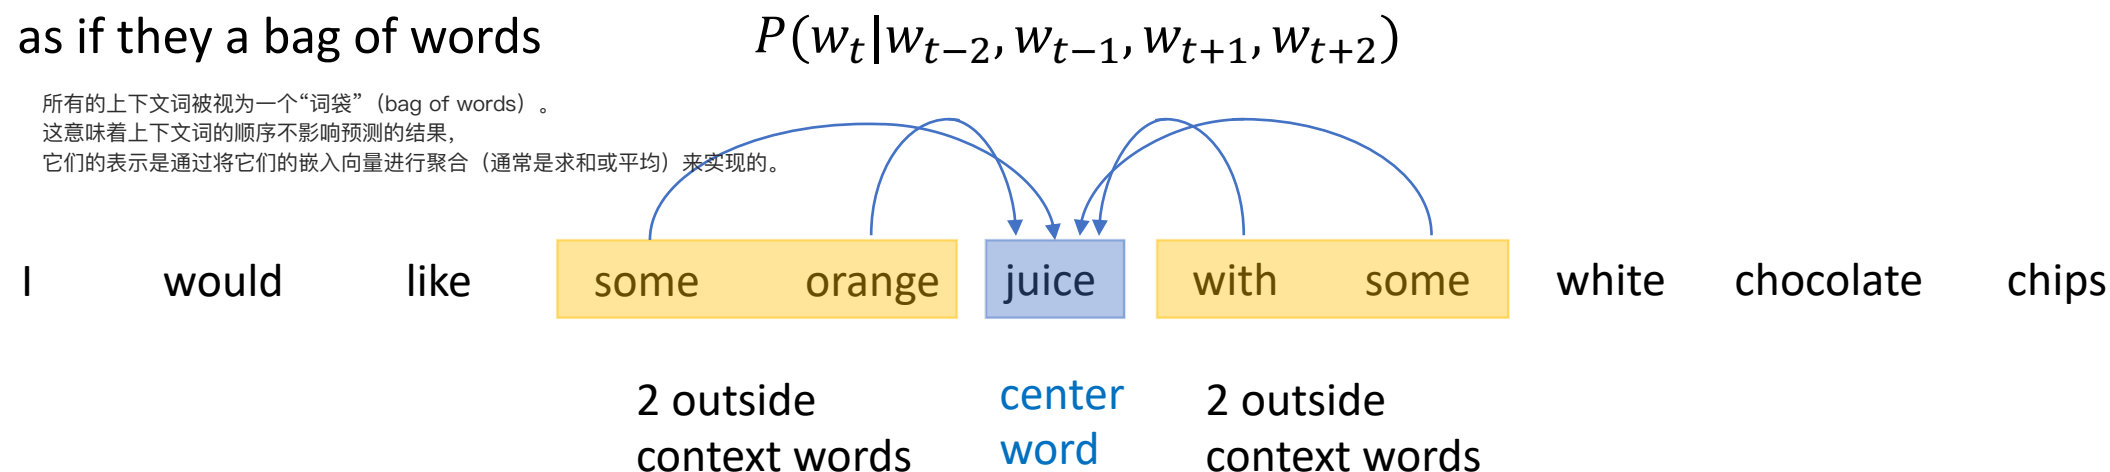 as if they a bag of words
P(w_{t}|w_{t-2}, w_{t-1}, w_{t+1}, w_{t+2})
所有的上下文词被视为一个“词袋”（bag of words）。
这意味着上下文词的顺序不影响预测的结果，
它们的表示是通过将它们的嵌入向量进行聚合（通常是求和或平均）来实现的。
I would like some orange juice with some white chocolate chips
2 outside
context words
center
word
2 outside
context words